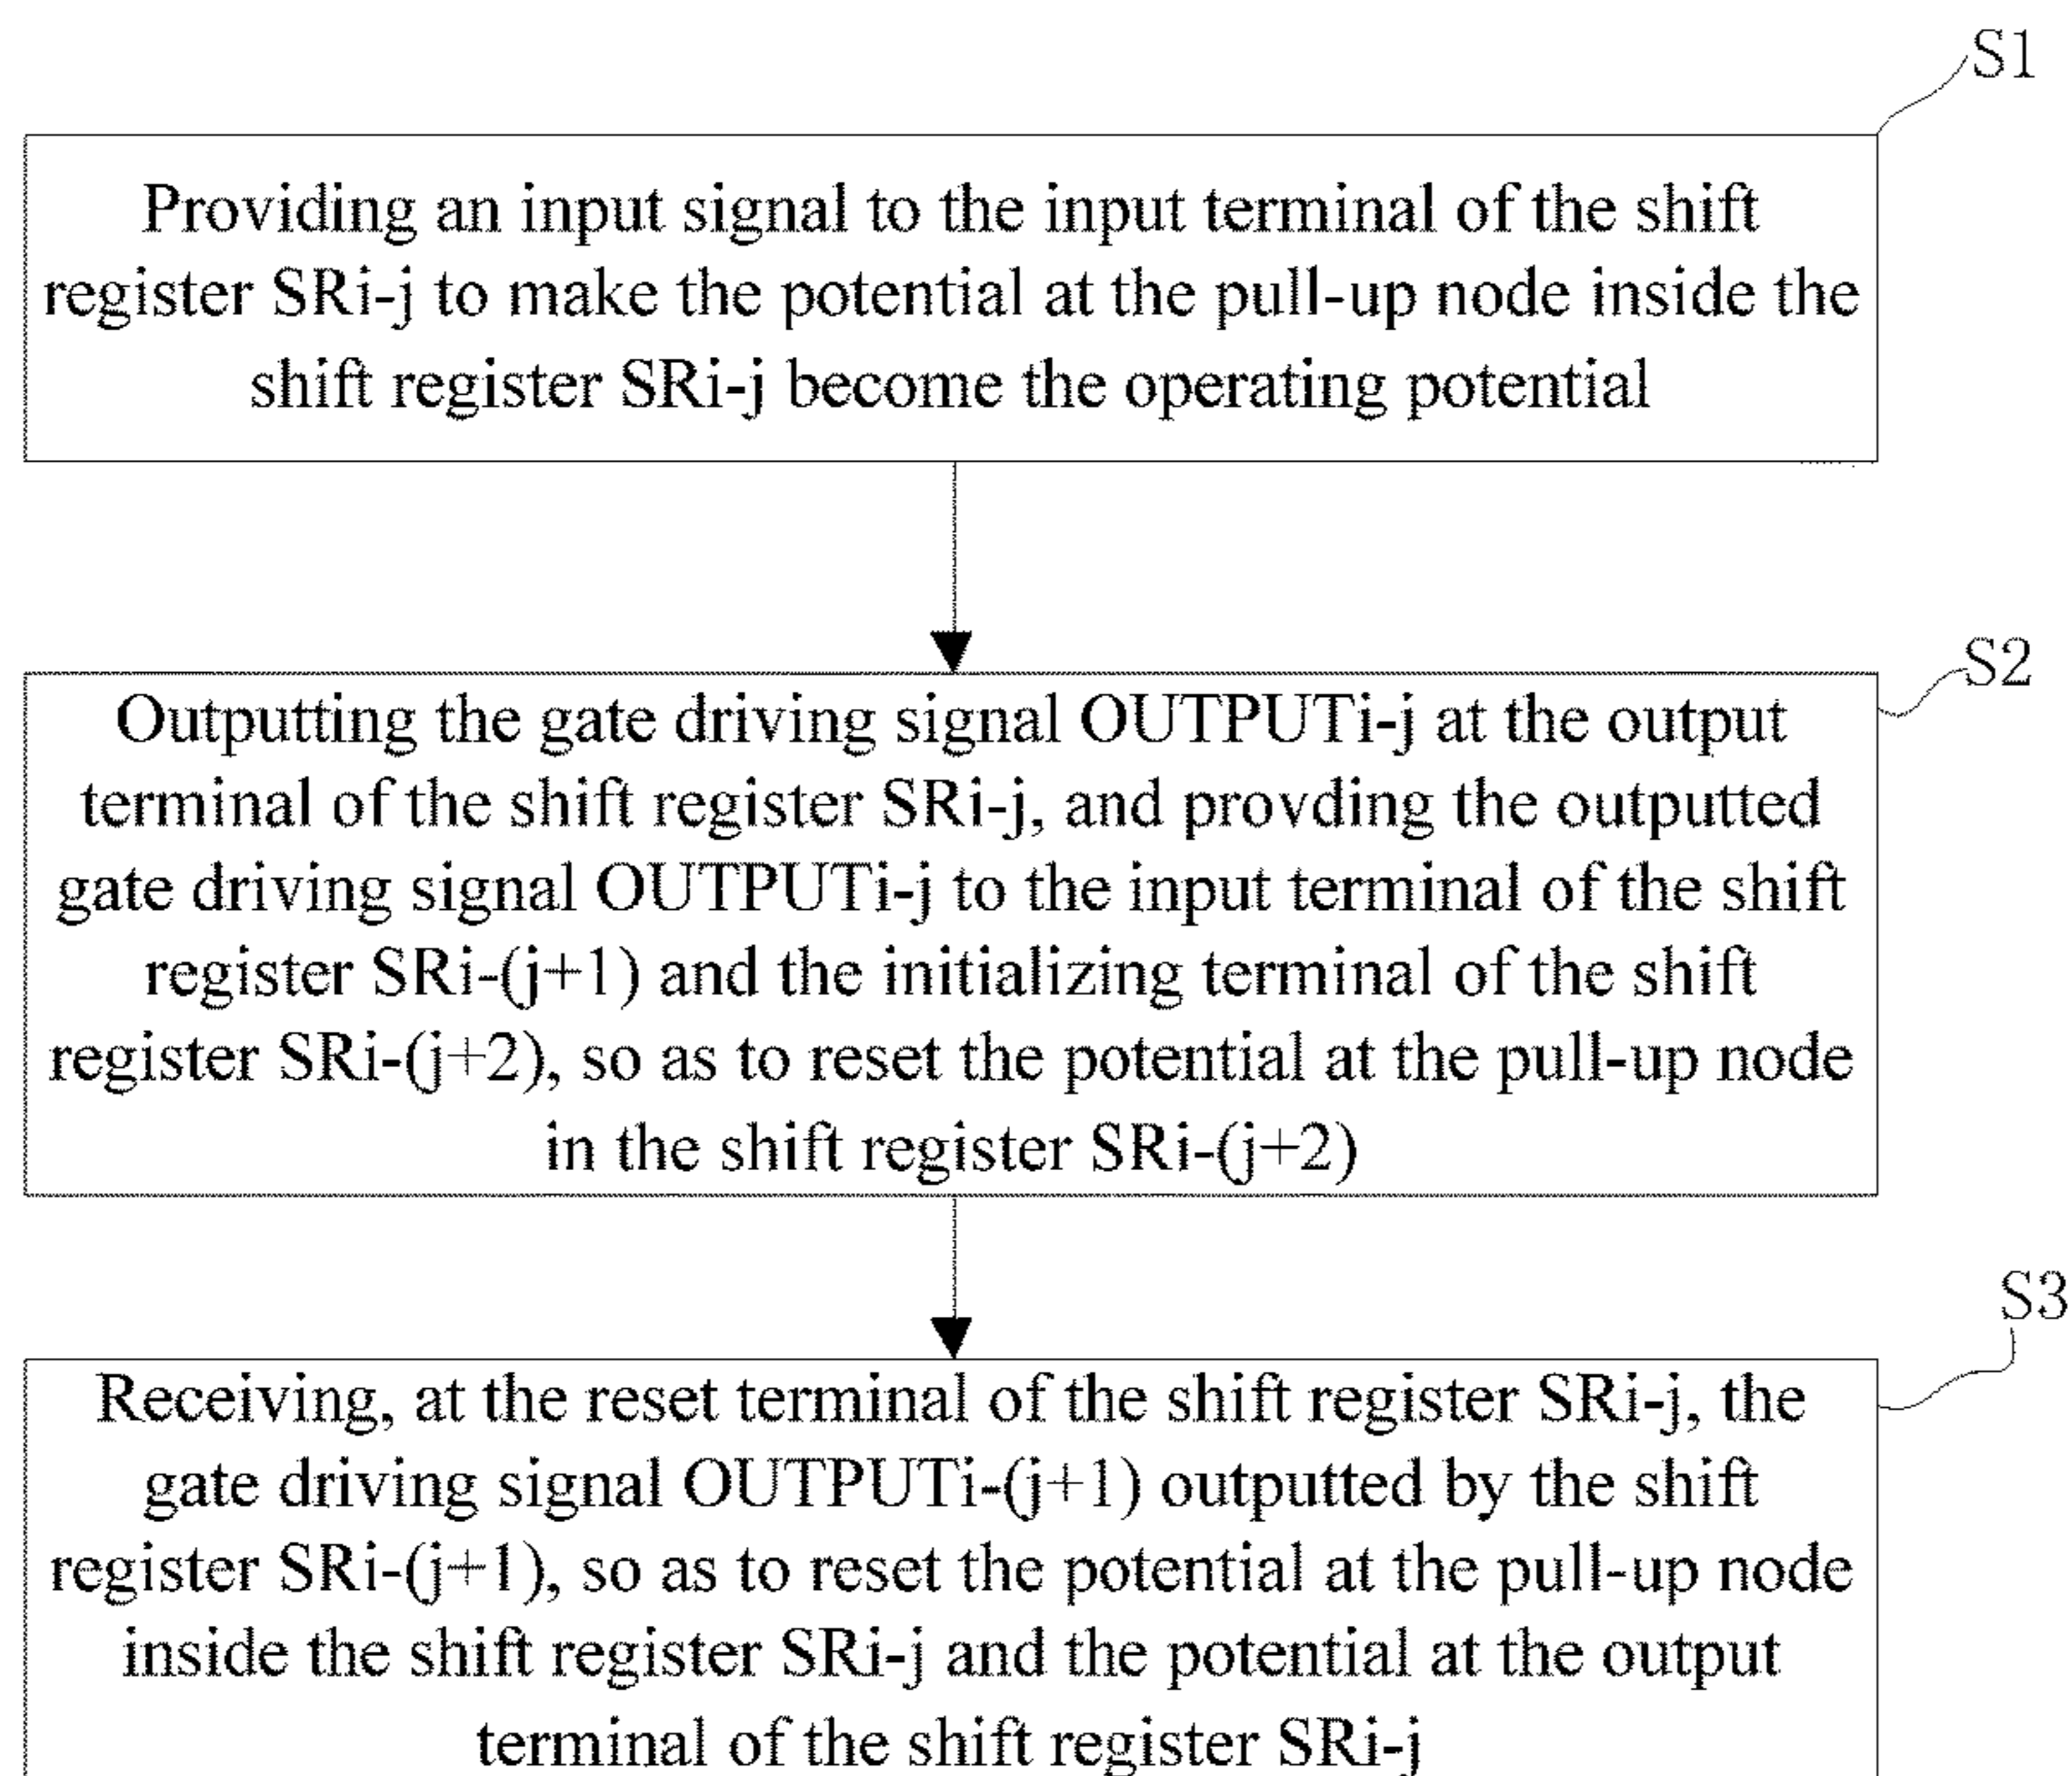 S1
Providing an input signal to the input terminal of the shift
register SRi-j to make the potential at the pull-up node inside the
shift register SRi-j become the operating potential
S2
Outputting the gate driving signal OUTPUTi-j at the output
terminal of the shift register SRi-j, and provding the outputted
gate driving signal OUTPUTi-j to the input terminal of the shift
register SRi-(j+1) and the initializing terminal of the shift
register SRi-(j+2), so as to reset the potential at the pull-up node
in the shift register SRi-(j+2)
S3
Receiving, at the reset terminal of the shift register SRi-j, the
gate driving signal OUTPUTi-(j+1) outputted by the shift
register SRi-(j+1), so as to reset the potential at the pull-up node
inside the shift register SRi-j and the potential at the output
terminal of the shift register SRi-j